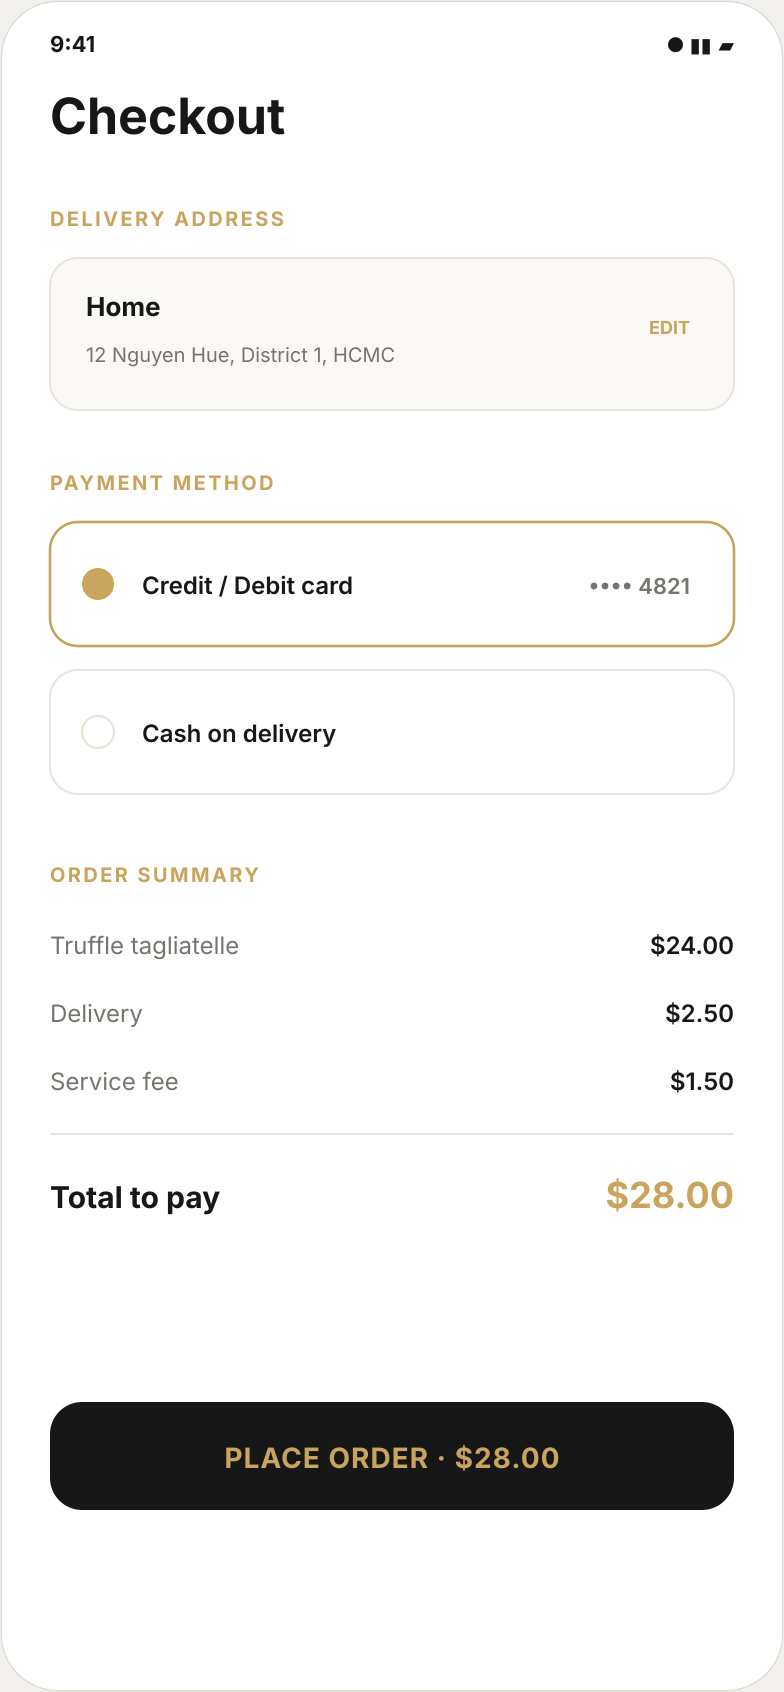 9:41
Checkout
DELIVERY ADDRESS
Home
EDIT
12 Nguyen Hue, District 1, HCMC
PAYMENT METHOD
Credit / Debit card •••• 4821
Cash on delivery
ORDER SUMMARY
Truffle tagliatelle $24.00
Delivery $2.50
Service fee $1.50
Total to pay $28.00
PLACE ORDER · $28.00